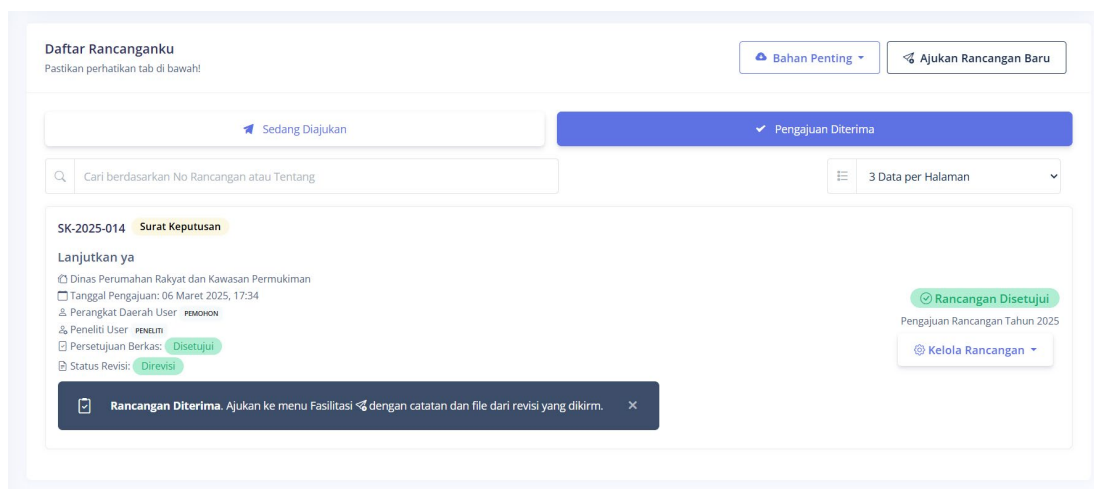 Daftar Rancanganku
Pastikan perhatikan tab di bawah!
Bahan Penting
Ajukan Rancangan Baru
Sedang Diajukan
Pengajuan Diterima
Cari berdasarkan No Rancangan atau Tentang
3 Data per Halaman
SK-2025-014 Surat Keputusan
Lanjutkan ya
Dinas Perumahan Rakyat dan Kawasan Permukiman
Tanggal Pengajuan: 06 Maret 2025, 17:34
Perangkat Daerah User PEMOHON
Peneliti User PENELITI
Persetujuan Berkas: Disetujui
Status Revisi: Direvisi
Rancangan Disetujui
Pengajuan Rancangan Tahun 2025
Kelola Rancangan
Rancangan Diterima. Ajukan ke menu Fasilitasi dengan catatan dan file dari revisi yang dikirm.